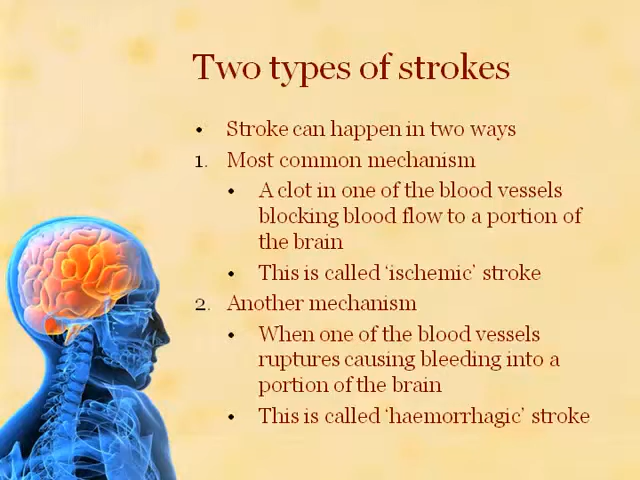 Two types of strokes
• Stroke can happen in two ways
1. Most common mechanism
• A clot in one of the blood vessels
blocking blood flow to a portion of
the brain
• This is called ‘ischemic’ stroke
2. Another mechanism
• When one of the blood vessels
ruptures causing bleeding into a
portion of the brain
• This is called ‘haemorrhagic’ stroke